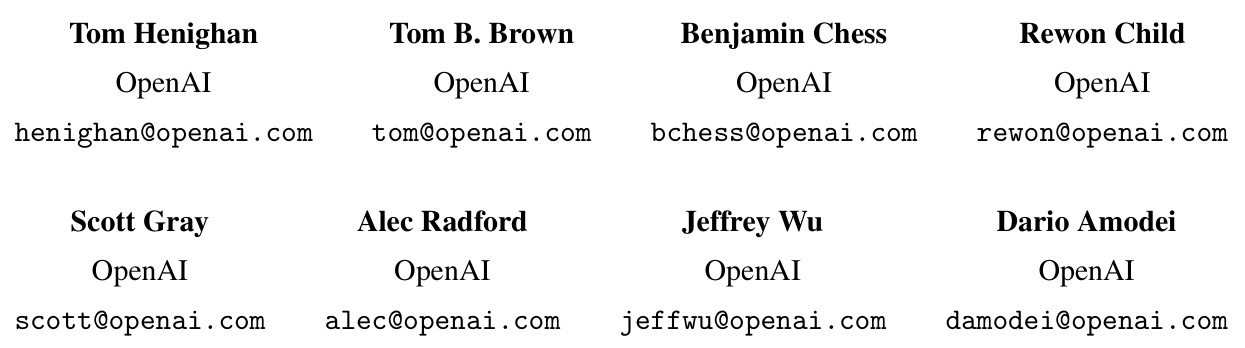 Tom Henighan Tom B. Brown Benjamin Chess Rewon Child
OpenAI OpenAI OpenAI OpenAI
henighan@openai.com tom@openai.com bchess@openai.com rewon@openai.com
Scott Gray Alec Radford Jeffrey Wu Dario Amodei
OpenAI OpenAI OpenAI OpenAI
scott@openai.com alec@openai.com jeffwu@openai.com damodei@openai.com